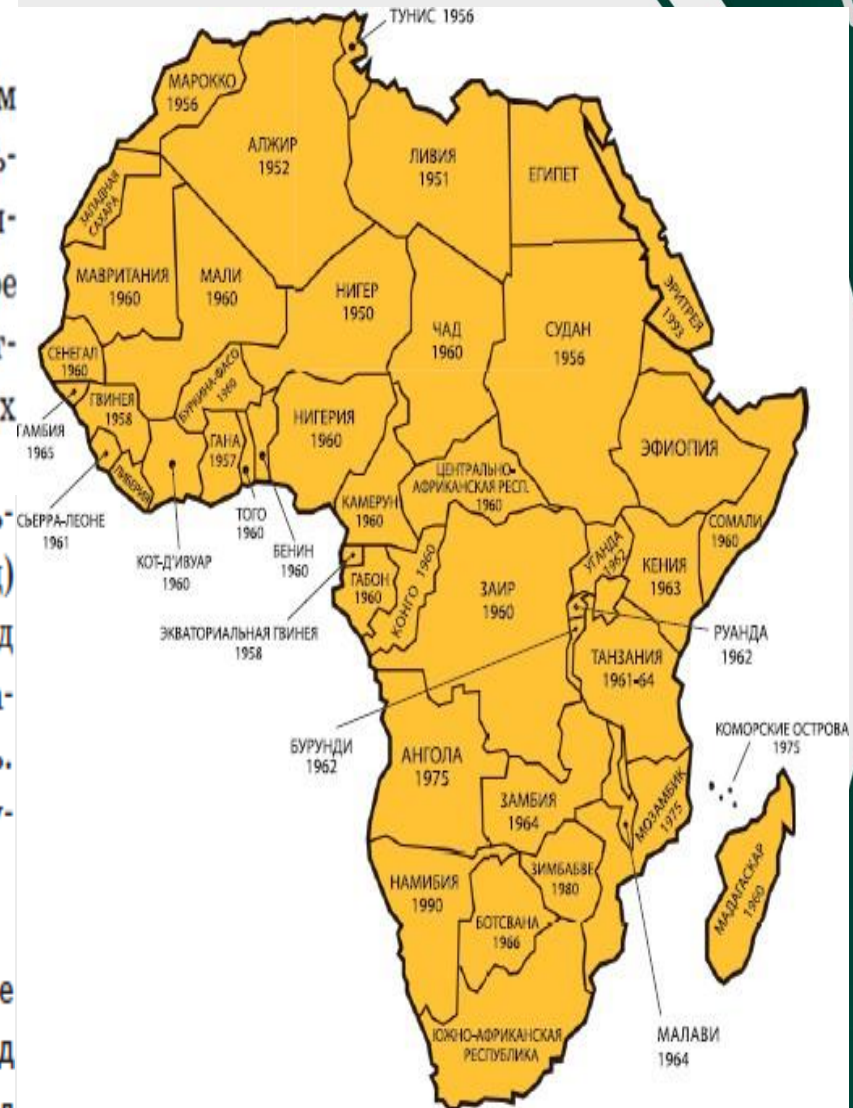 ТУНИС 1956
МАРОККО
1956
АЛЖИР
1952
ЛИВИЯ
1951
ЕГИПЕТ
ЗАПАДНАЯ
САХАРА
МАВРИТАНИЯ
1960
МАЛИ
1960
НИГЕР
1950
ЧАД
1960
СУДАН
1956
ЭРИТРЕЯ
1993
СЕНЕГАЛ
1960
ГАМБИЯ
1965
ГВИНЕЯ
1958
БУРКИНА-ФАСО
1960
НИГЕРИЯ
1960
ГАНА
1957
ЛИБЕРИЯ
СЬЕРРА-ЛЕОНЕ
1961
КОТ-Д'ИВУАР
1960
ТОГО
1960
БЕНИН
1960
КАМЕРУН
1960
ЦЕНТРАЛЬНО-
АФРИКАНСКАЯ РЕСП.
1960
ЭФИОПИЯ
СОМАЛИ
1960
УГАНДА
1962
КЕНИЯ
1963
ГАБОН
1960
КОНГО 1960
ЗАИР
1960
ЭКВАТОРИАЛЬНАЯ ГВИНЕЯ
1958
РУАНДА
1962
ТАНЗАНИЯ
1961-64
БУРУНДИ
1962
КОМОРСКИЕ ОСТРОВА
1975
АНГОЛА
1975
ЗАМБИЯ
1964
МОЗАМБИК
1975
МАДАГАСКАР
1960
НАМИБИЯ
1990
ЗИМБАБВЕ
1980
БОТСВАНА
1966
МАЛАВИ
1964
ЮЖНО-АФРИКАНСКАЯ
РЕСПУБЛИКА